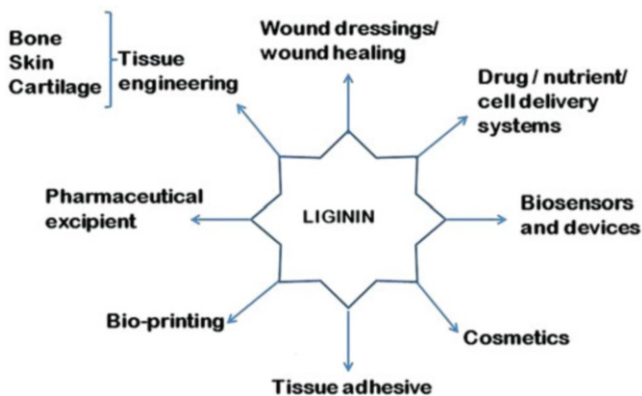 Wound dressings/
wound healing
Bone
Skin
Cartilage
Tissue
engineering
Drug / nutrient/
cell delivery
systems
Pharmaceutical
excipient
LIGININ
Biosensors
and devices
Bio-printing
Cosmetics
Tissue adhesive